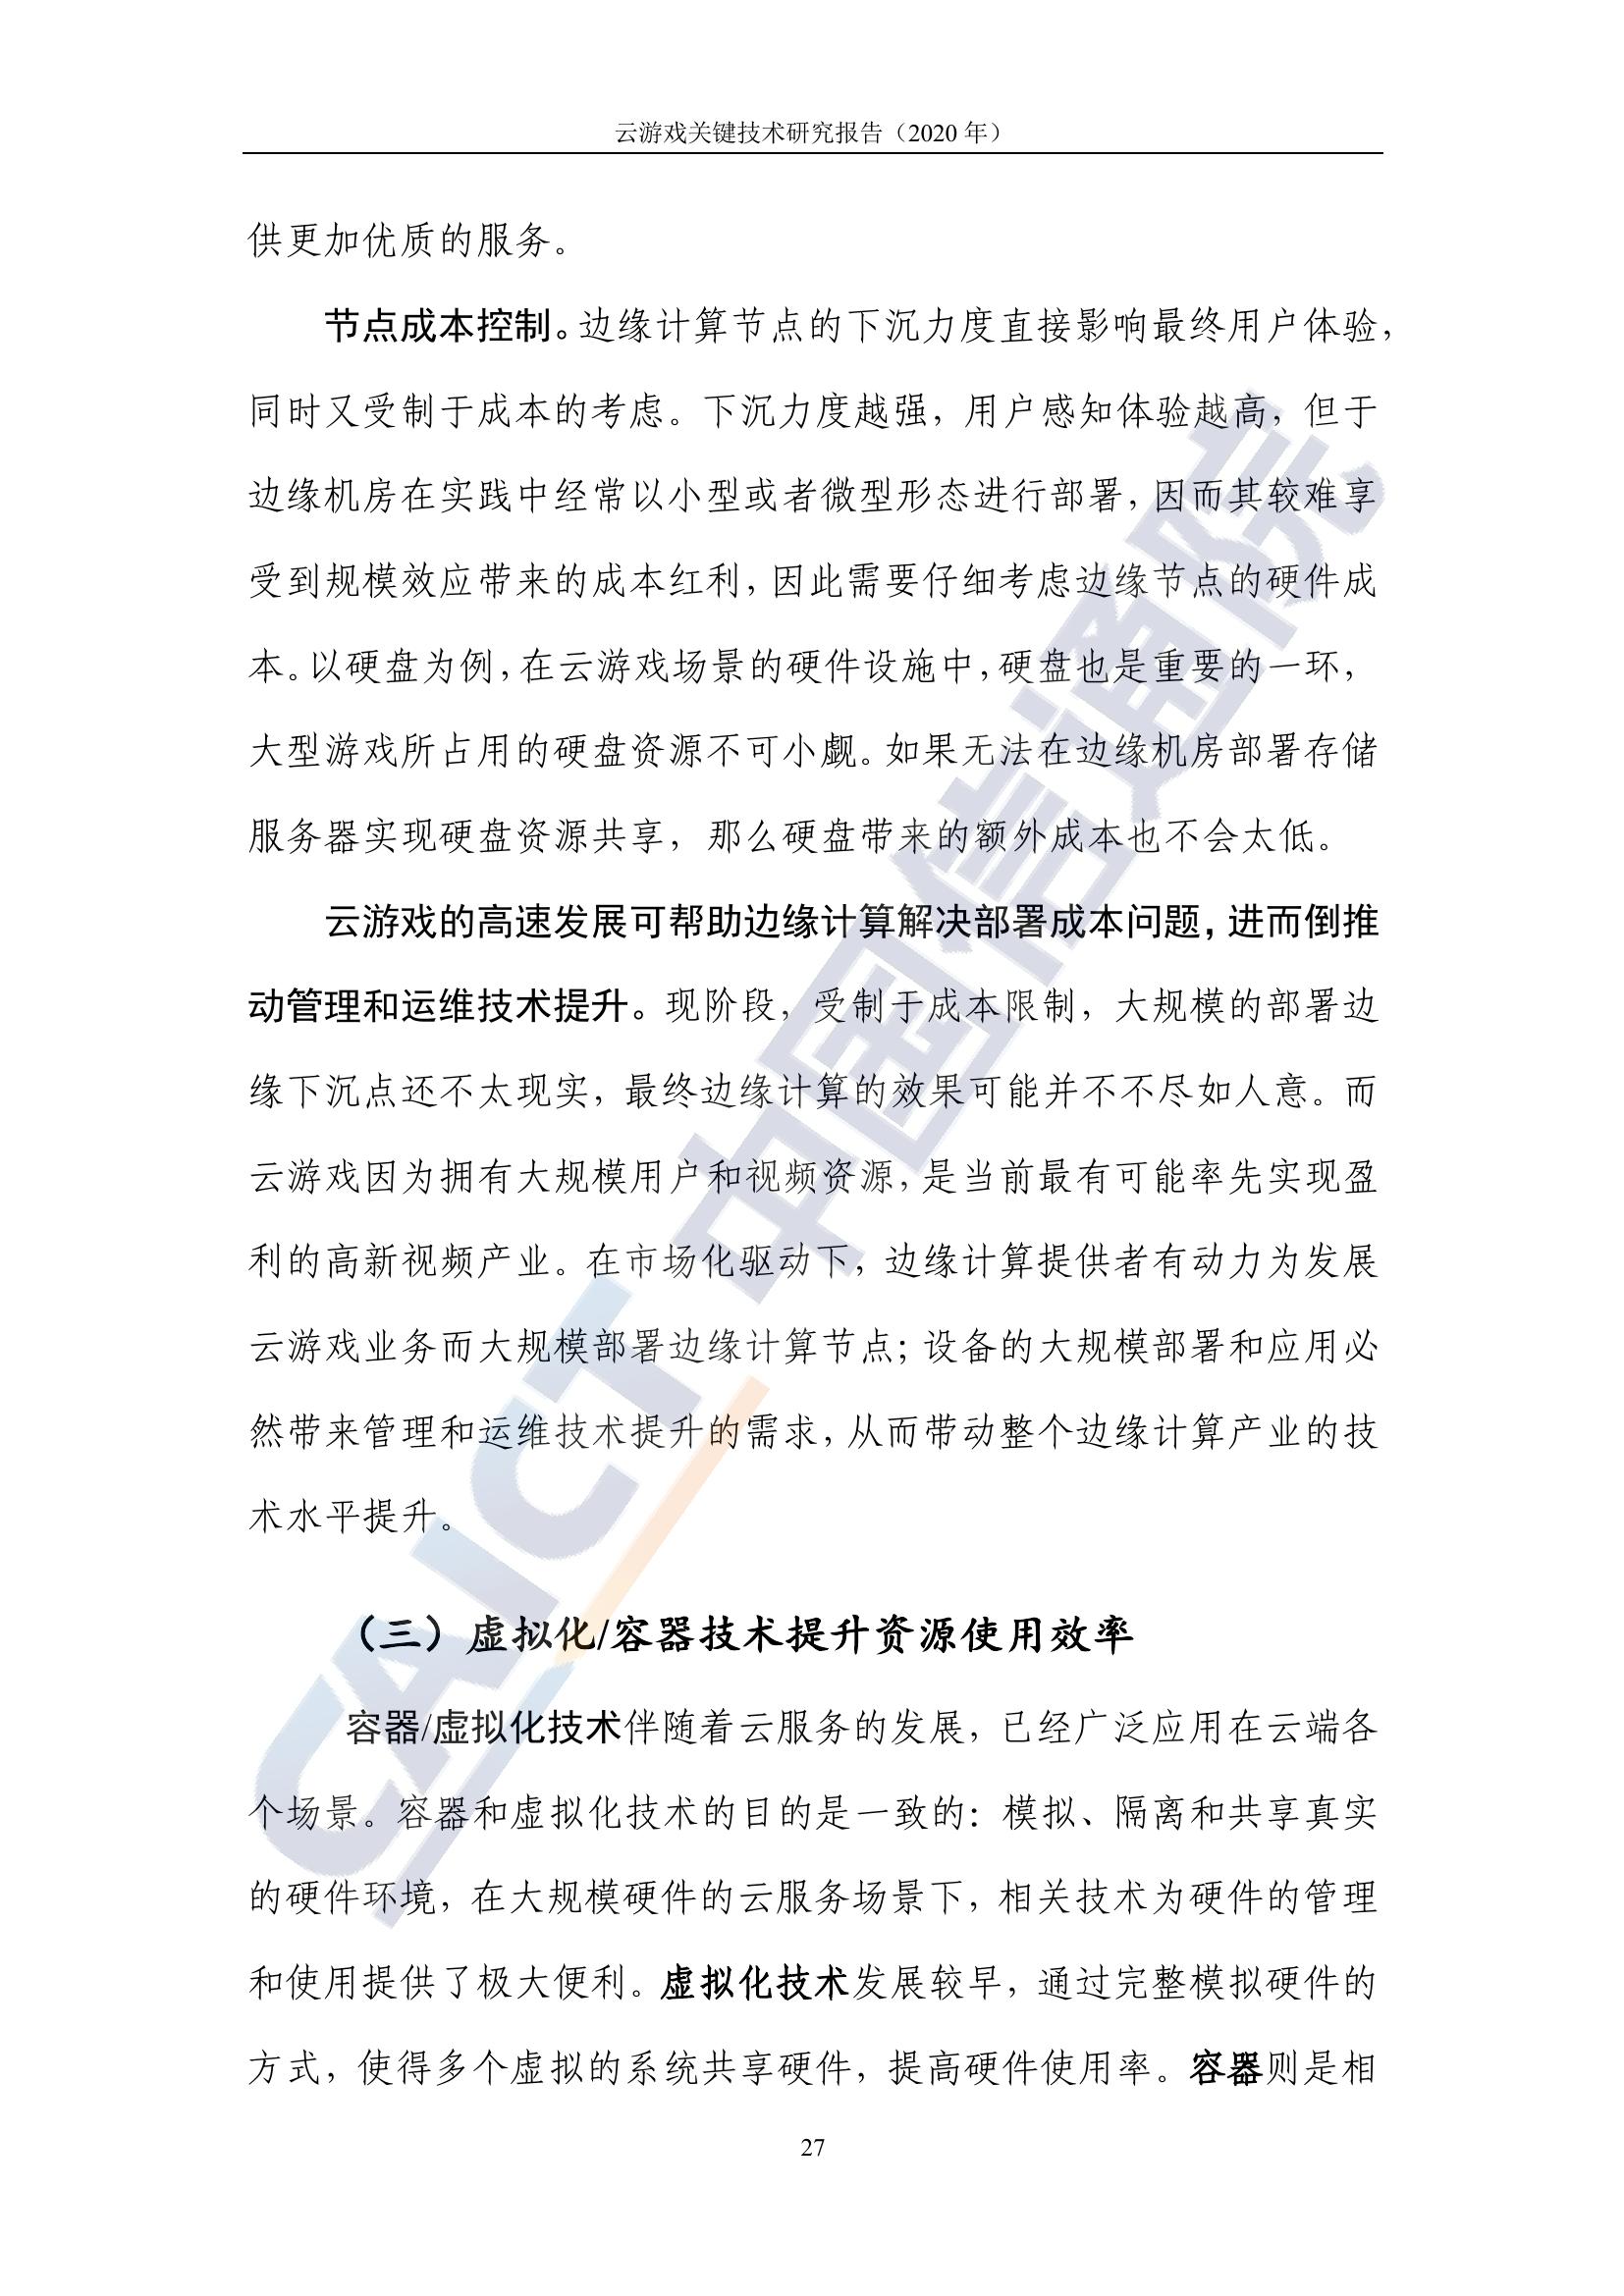 云游戏关键技术研究报告（2020 年）
供更加优质的服务。
节点成本控制。边缘计算节点的下沉力度直接影响最终用户体验，
同时又受制于成本的考虑。下沉力度越强，用户感知体验越高，但于
边缘机房在实践中经常以小型或者微型形态进行部署，因而其较难享
受到规模效应带来的成本红利，因此需要仔细考虑边缘节点的硬件成
本。以硬盘为例，在云游戏场景的硬件设施中，硬盘也是重要的一环，
大型游戏所占用的硬盘资源不可小觑。如果无法在边缘机房部署存储
服务器实现硬盘资源共享，那么硬盘带来的额外成本也不会太低。
云游戏的高速发展可帮助边缘计算解决部署成本问题，进而倒推
动管理和运维技术提升。现阶段，受制于成本限制，大规模的部署边
缘下沉点还不太现实，最终边缘计算的效果可能并不不尽如人意。而
云游戏因为拥有大规模用户和视频资源，是当前最有可能率先实现盈
利的高新视频产业。在市场化驱动下，边缘计算提供者有动力为发展
云游戏业务而大规模部署边缘计算节点；设备的大规模部署和应用必
然带来管理和运维技术提升的需求，从而带动整个边缘计算产业的技
术水平提升。
（三）虚拟化/容器技术提升资源使用效率
容器/虚拟化技术伴随着云服务的发展，已经广泛应用在云端各
个场景。容器和虚拟化技术的目的是一致的：模拟、隔离和共享真实
的硬件环境，在大规模硬件的云服务场景下，相关技术为硬件的管理
和使用提供了极大便利。虚拟化技术发展较早，通过完整模拟硬件的
方式，使得多个虚拟的系统共享硬件，提高硬件使用率。容器则是相
27
CAICT 中国信通院